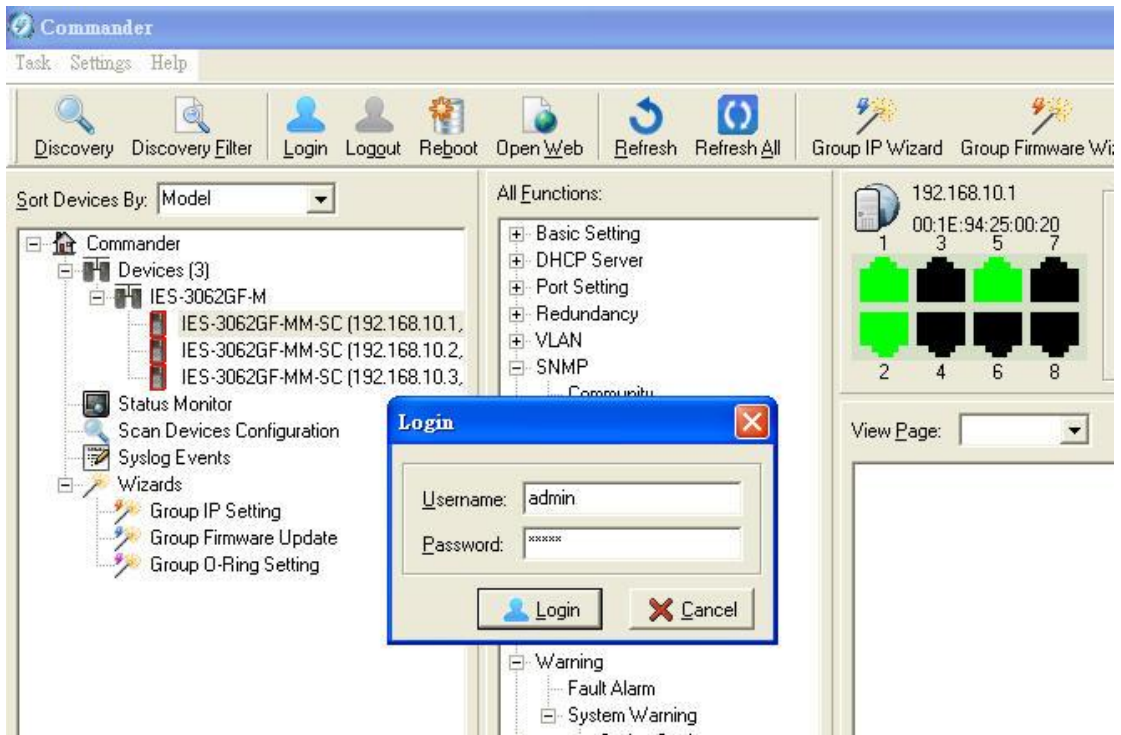 Commander
Task Settings Help
Discovery Discovery Filter Login Logout Reboot Open Web Refresh Refresh All Group IP Wizard Group Firmware
Sort Devices By: Model
Commander
Devices (3)
IES-3062GF-M
IES-3062GF-MM-SC (192.168.10.1,
IES-3062GF-MM-SC (192.168.10.2,
IES-3062GF-MM-SC (192.168.10.3,
Status Monitor
Scan Devices Configuration
Syslog Events
Wizards
Group IP Setting
Group Firmware Update
Group O-Ring Setting
All Functions:
Basic Setting
DHCP Server
Port Setting
Redundancy
VLAN
SNMP
Community
Warning
Fault Alarm
System Warning
192.168.10.1
00:1E:94:25:00:20
1 3 5 7
2 4 6 8
View Page:
Login
Username: admin
Password: *****
Login Cancel